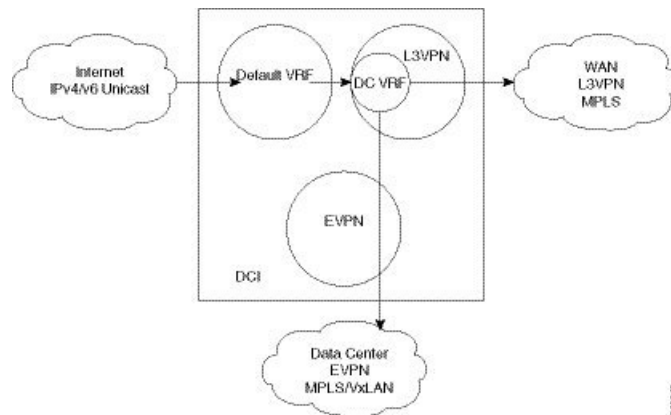 Internet
IPv4/v6 Unicast
Default VRF
L3VPN
DC VRF
WAN
L3VPN
MPLS
EVPN
DCI
Data Center
EVPN
MPLS/VxLAN